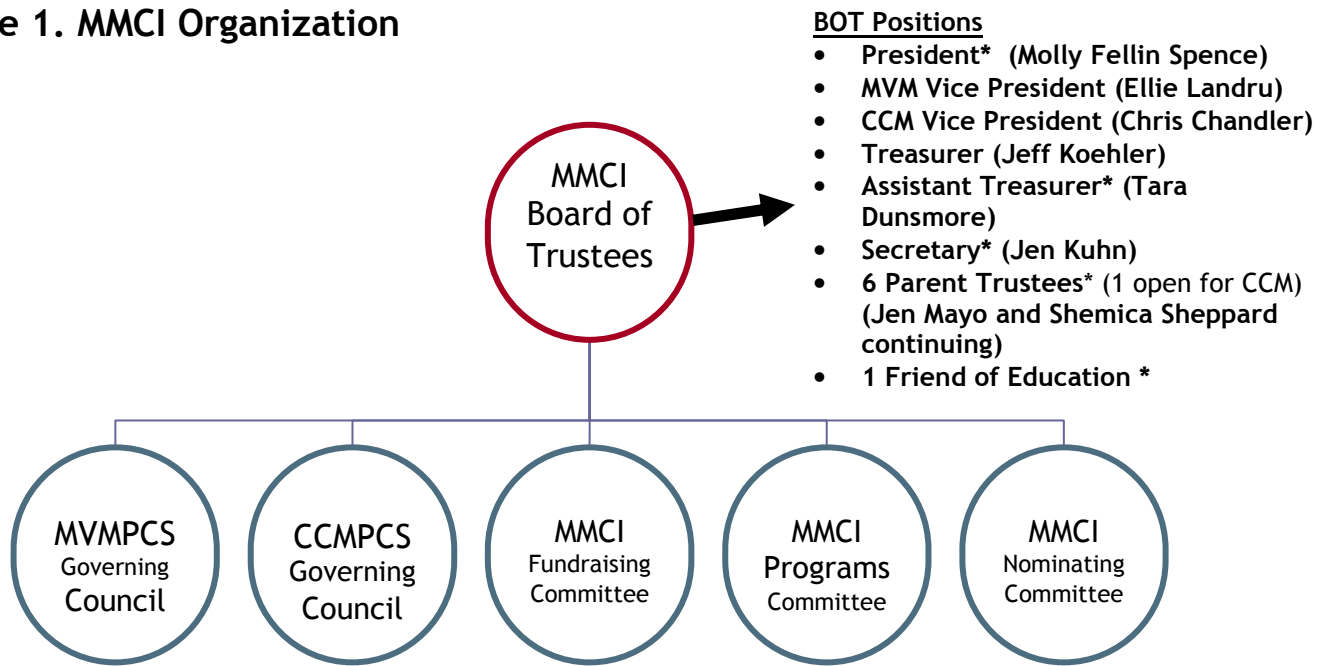 e 1. MMCI Organization
BOT Positions
• President* (Molly Fellin Spence)
• MVM Vice President (Ellie Landru)
• CCM Vice President (Chris Chandler)
• Treasurer (Jeff Koehler)
• Assistant Treasurer* (Tara
Dunsmore)
• Secretary* (Jen Kuhn)
• 6 Parent Trustees* (1 open for CCM)
(Jen Mayo and Shemica Sheppard
continuing)
• 1 Friend of Education *
MMCI
Board of
Trustees
MVMPCS
Governing
Council
CCMPCS
Governing
Council
MMCI
Fundraising
Committee
MMCI
Programs
Committee
MMCI
Nominating
Committee